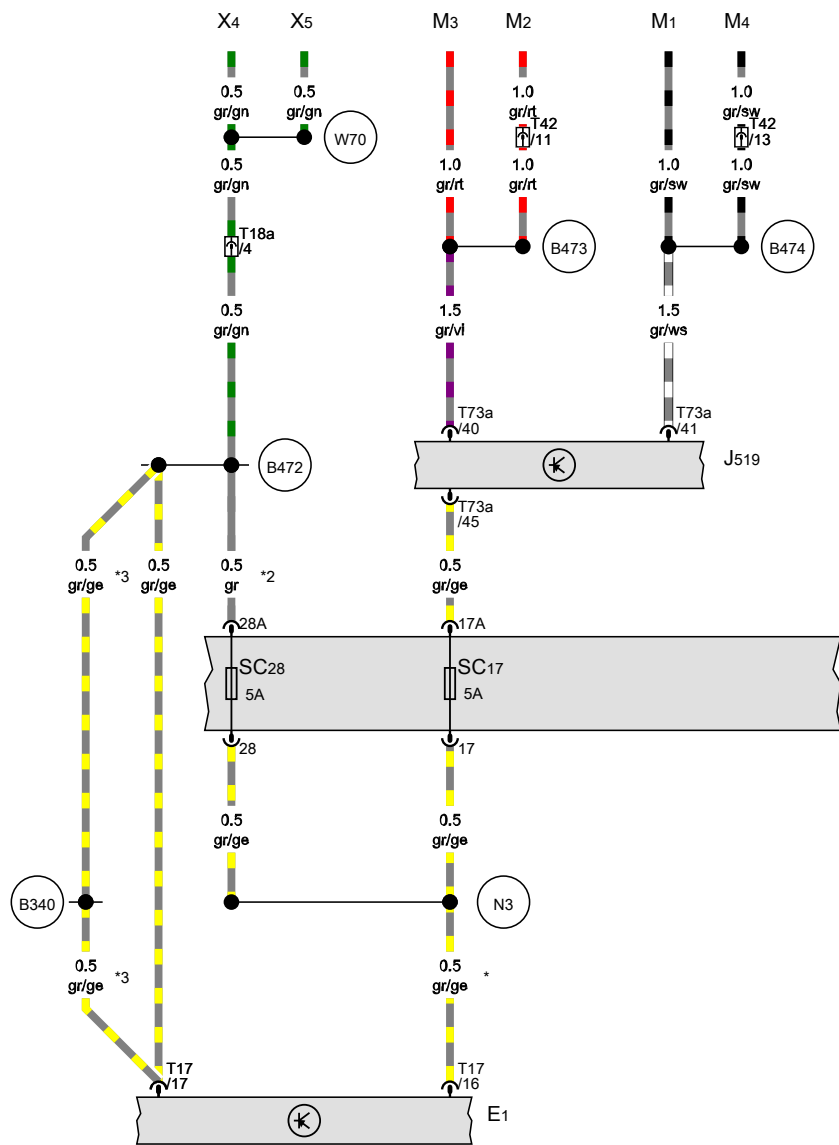 X4 X5 M3 M2 M1 M4
0.5 0.5 1.0 1.0
gr/gn gr/gn gr/rt gr/sw
W70 T42 T42
/11 /13
0.5 1.0 1.0 1.0 1.0
gr/gn gr/rt gr/rt gr/sw gr/sw
T18a
/4 B473 B474
0.5 1.5 1.5
gr/gn gr/vi gr/ws
T73a T73a
/40 /41
B472 J519
T73a
/45
0.5 0.5 0.5 0.5
gr/ge *3 gr/ge gr *2 gr/ge
28A 17A
SC28 SC17
5A 5A
28 17
0.5 0.5
gr/ge gr/ge
B340 N3
0.5 0.5
gr/ge *3 gr/ge *
T17 T17
/17 /16
E1